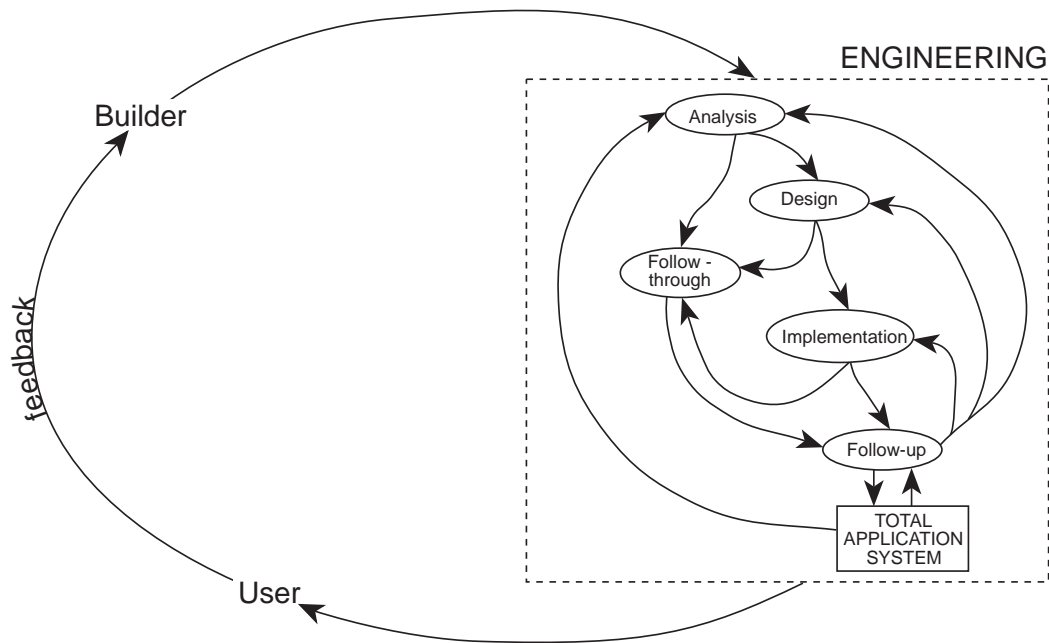 ENGINEERING
Builder
Analysis
Design
Follow -
through
feedback
Implementation
Follow-up
TOTAL
APPLICATION
SYSTEM
User